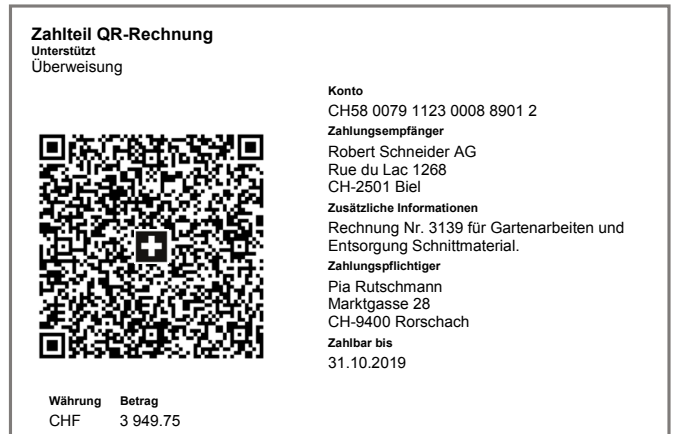 Zahlteil QR-Rechnung
Unterstützt
Überweisung
Konto
CH58 0079 1123 0008 8901 2
Zahlungsempfänger
Robert Schneider AG
Rue du Lac 1268
CH-2501 Biel
Zusätzliche Informationen
Rechnung Nr. 3139 für Gartenarbeiten und
Entsorgung Schnittmaterial.
Zahlungspflichtiger
Pia Rutschmann
Marktgasse 28
CH-9400 Rorschach
Zahlbar bis
31.10.2019
Währung Betrag
CHF 3 949.75